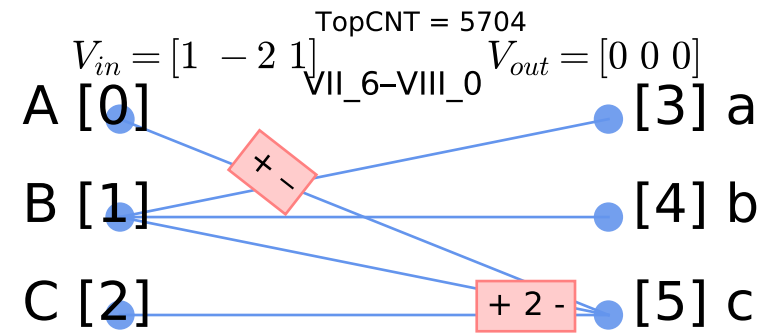 TopCNT = 5704
V_in = [1 −2 1] V_out = [0 0 0]
VII_6–VIII_0
A [0] [3] a
+ −
B [1] [4] b
C [2] + 2 - [5] c